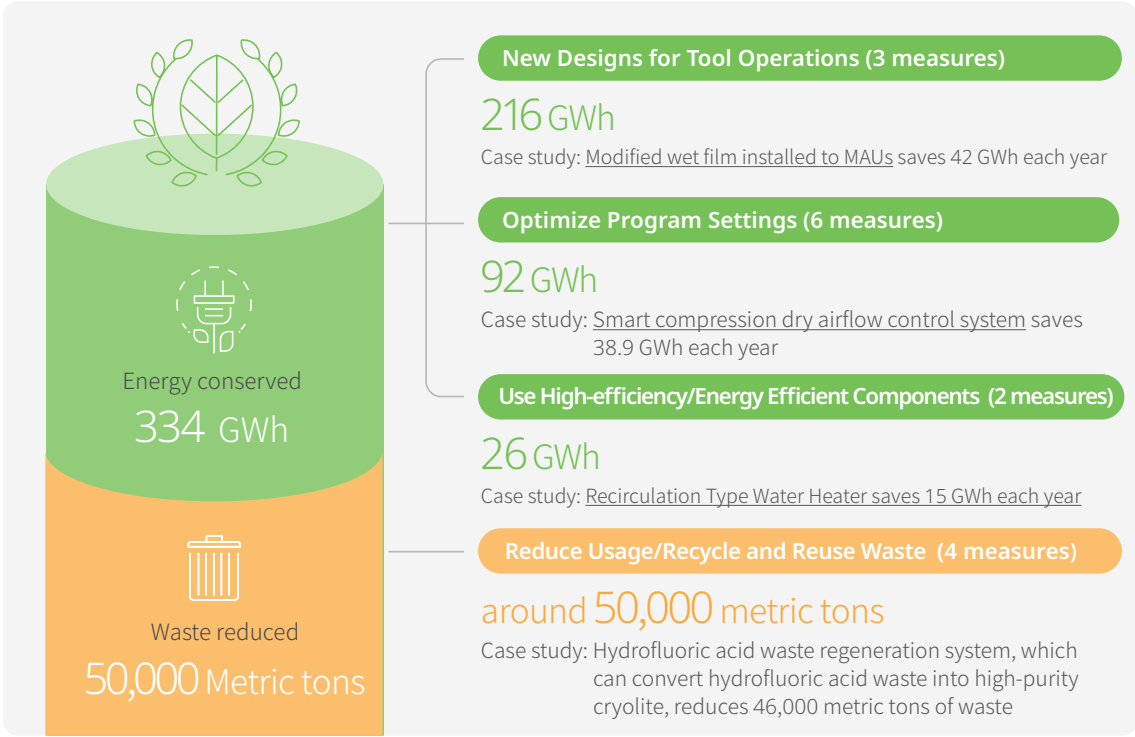 New Designs for Tool Operations (3 measures)
216 GWh
Case study: Modified wet film installed to MAUs saves 42 GWh each year
Optimize Program Settings (6 measures)
92 GWh
Case study: Smart compression dry airflow control system saves
38.9 GWh each year
Energy conserved
334 GWh
Use High-efficiency/Energy Efficient Components (2 measures)
26 GWh
Case study: Recirculation Type Water Heater saves 15 GWh each year
Reduce Usage/Recycle and Reuse Waste (4 measures)
around 50,000 metric tons
Case study: Hydrofluoric acid waste regeneration system, which
can convert hydrofluoric acid waste into high-purity
cryolite, reduces 46,000 metric tons of waste
Waste reduced
50,000 Metric tons